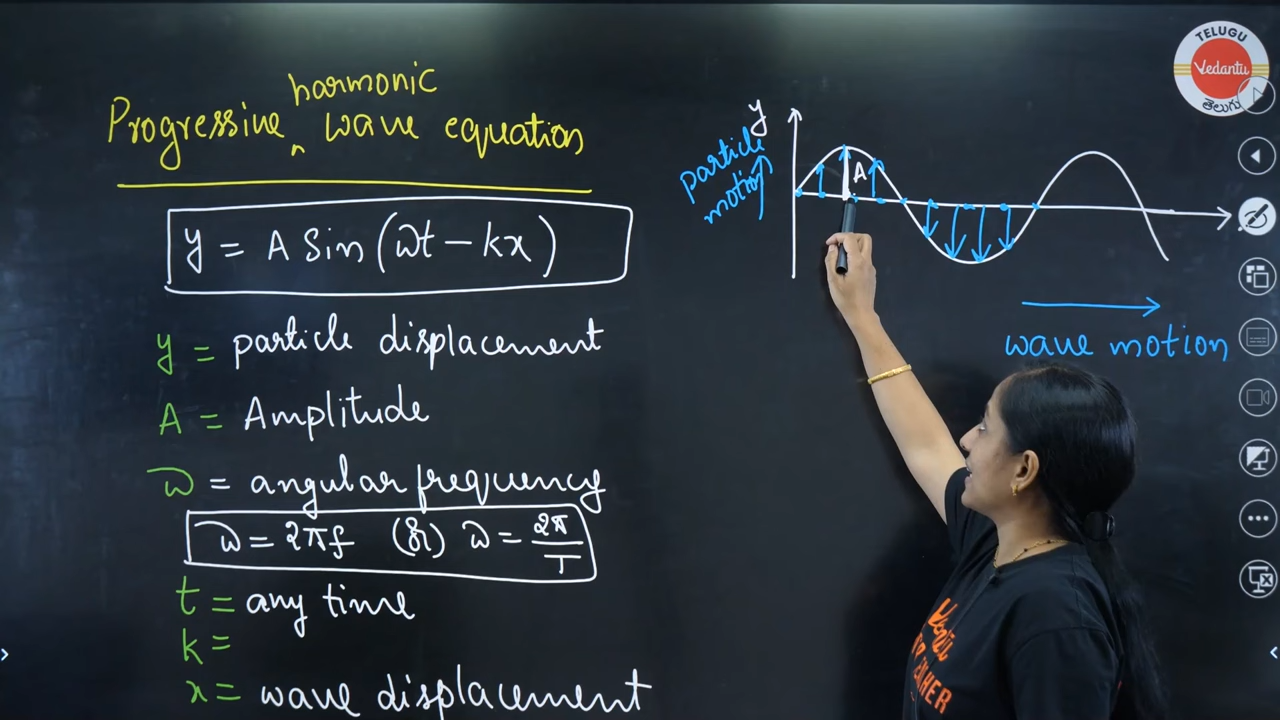 Progressive harmonic wave equation
y = A Sin (ωt – kx)
y = particle displacement
A = Amplitude
ω = angular frequency
ω = 2πf (or) ω = 2π/T
t = any time
k =
x = wave displacement
y
particle motion
A
wave motion
TELUGU
Vedantu
తెలుగు